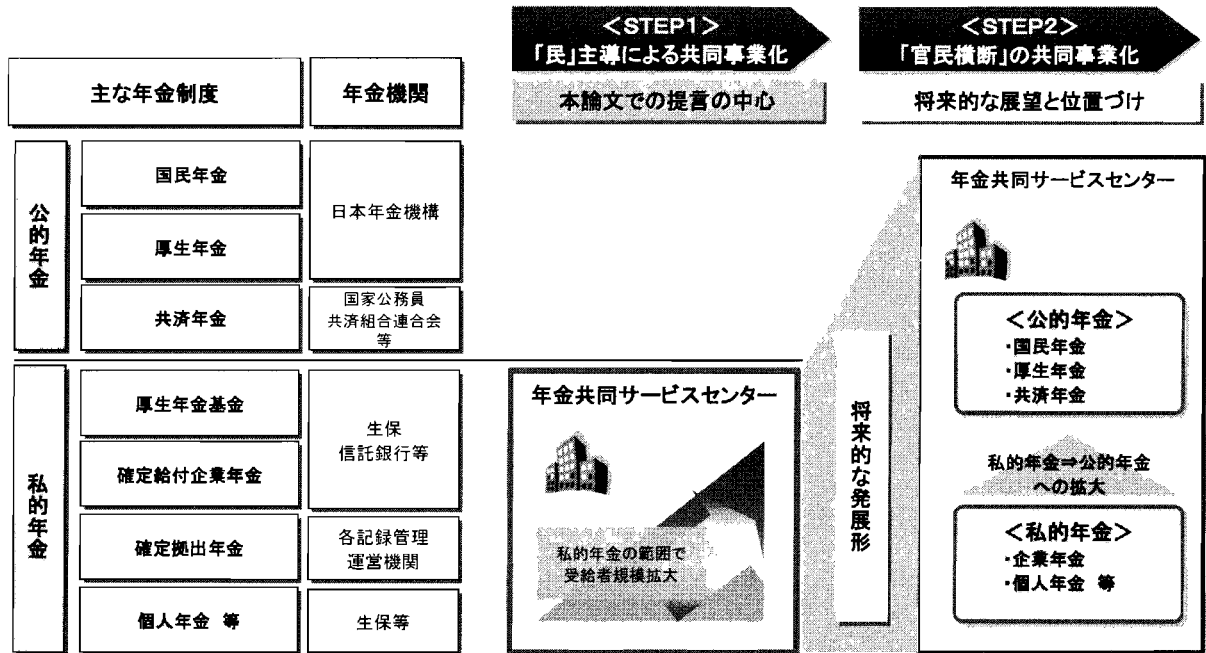 ＜STEP1＞
「民」主導による共同事業化
＜STEP2＞
「官民横断」の共同事業化
主な年金制度
年金機関
本論文での提言の中心
将来的な展望と位置づけ
公的年金
国民年金
厚生年金
共済年金
日本年金機構
国家公務員
共済組合連合会
等
私的年金
厚生年金基金
確定給付企業年金
確定拠出年金
個人年金 等
生保
信託銀行等
各記録管理
運営機関
生保等
年金共同サービスセンター
私的年金の範囲で
受給者規模拡大
将来的な発展形
年金共同サービスセンター
＜公的年金＞
・国民年金
・厚生年金
・共済年金
私的年金⇒公的年金
への拡大
＜私的年金＞
・企業年金
・個人年金 等